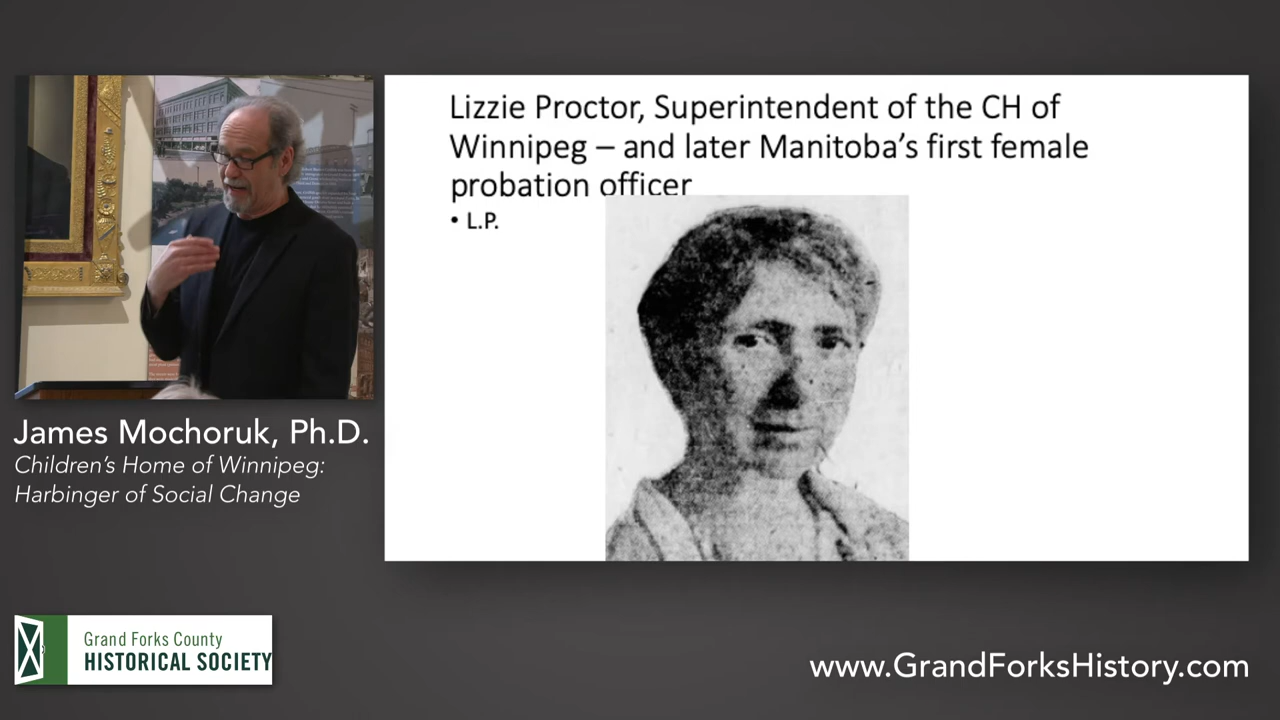 Lizzie Proctor, Superintendent of the CH of
Winnipeg – and later Manitoba's first female
probation officer
• L.P.
James Mochoruk, Ph.D.
Children's Home of Winnipeg:
Harbinger of Social Change
Grand Forks County
HISTORICAL SOCIETY
www.GrandForksHistory.com